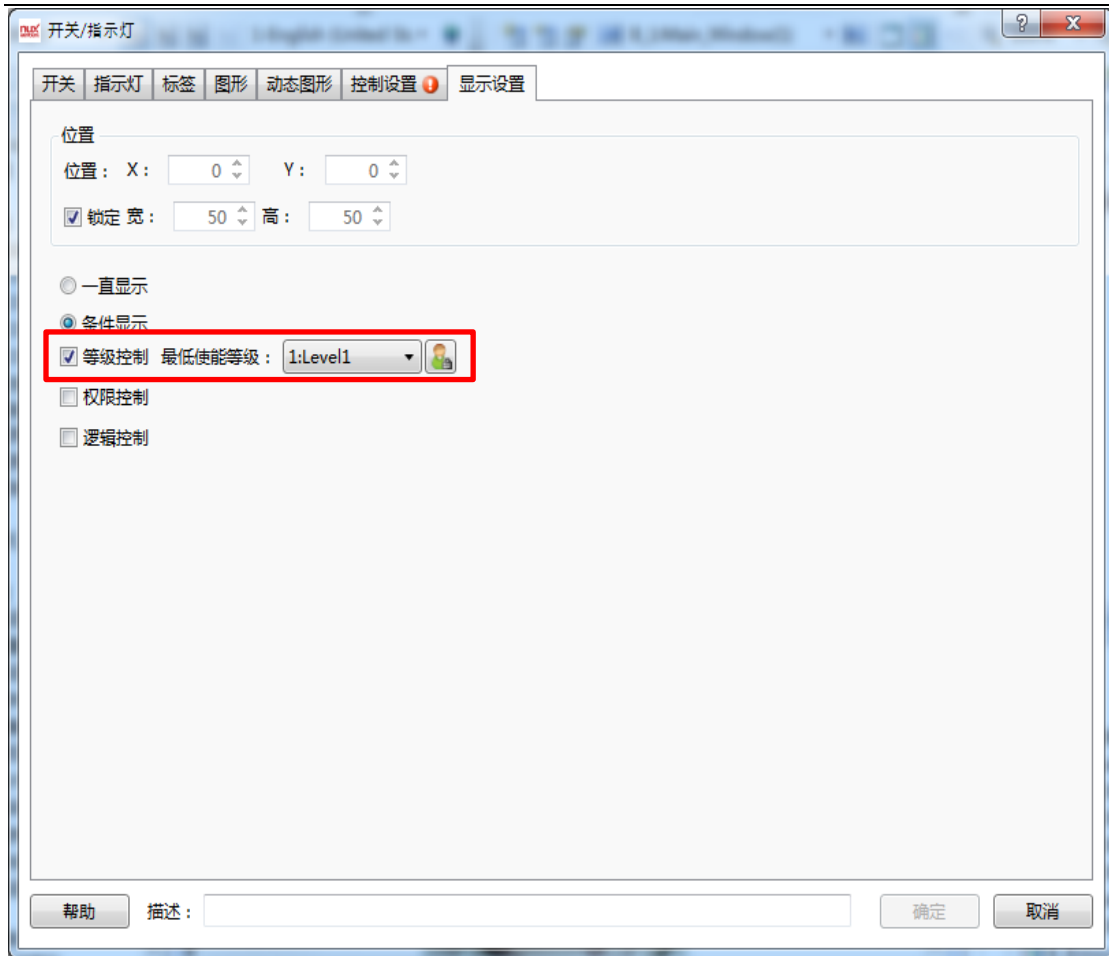 开关/指示灯
开关 指示灯 标签 图形 动态图形 控制设置 显示设置
位置
位置： X： 0 Y： 0
锁定 宽： 50 高： 50
一直显示
条件显示
等级控制 最低使能等级： 1:Level1
权限控制
逻辑控制
帮助 描述： 确定 取消